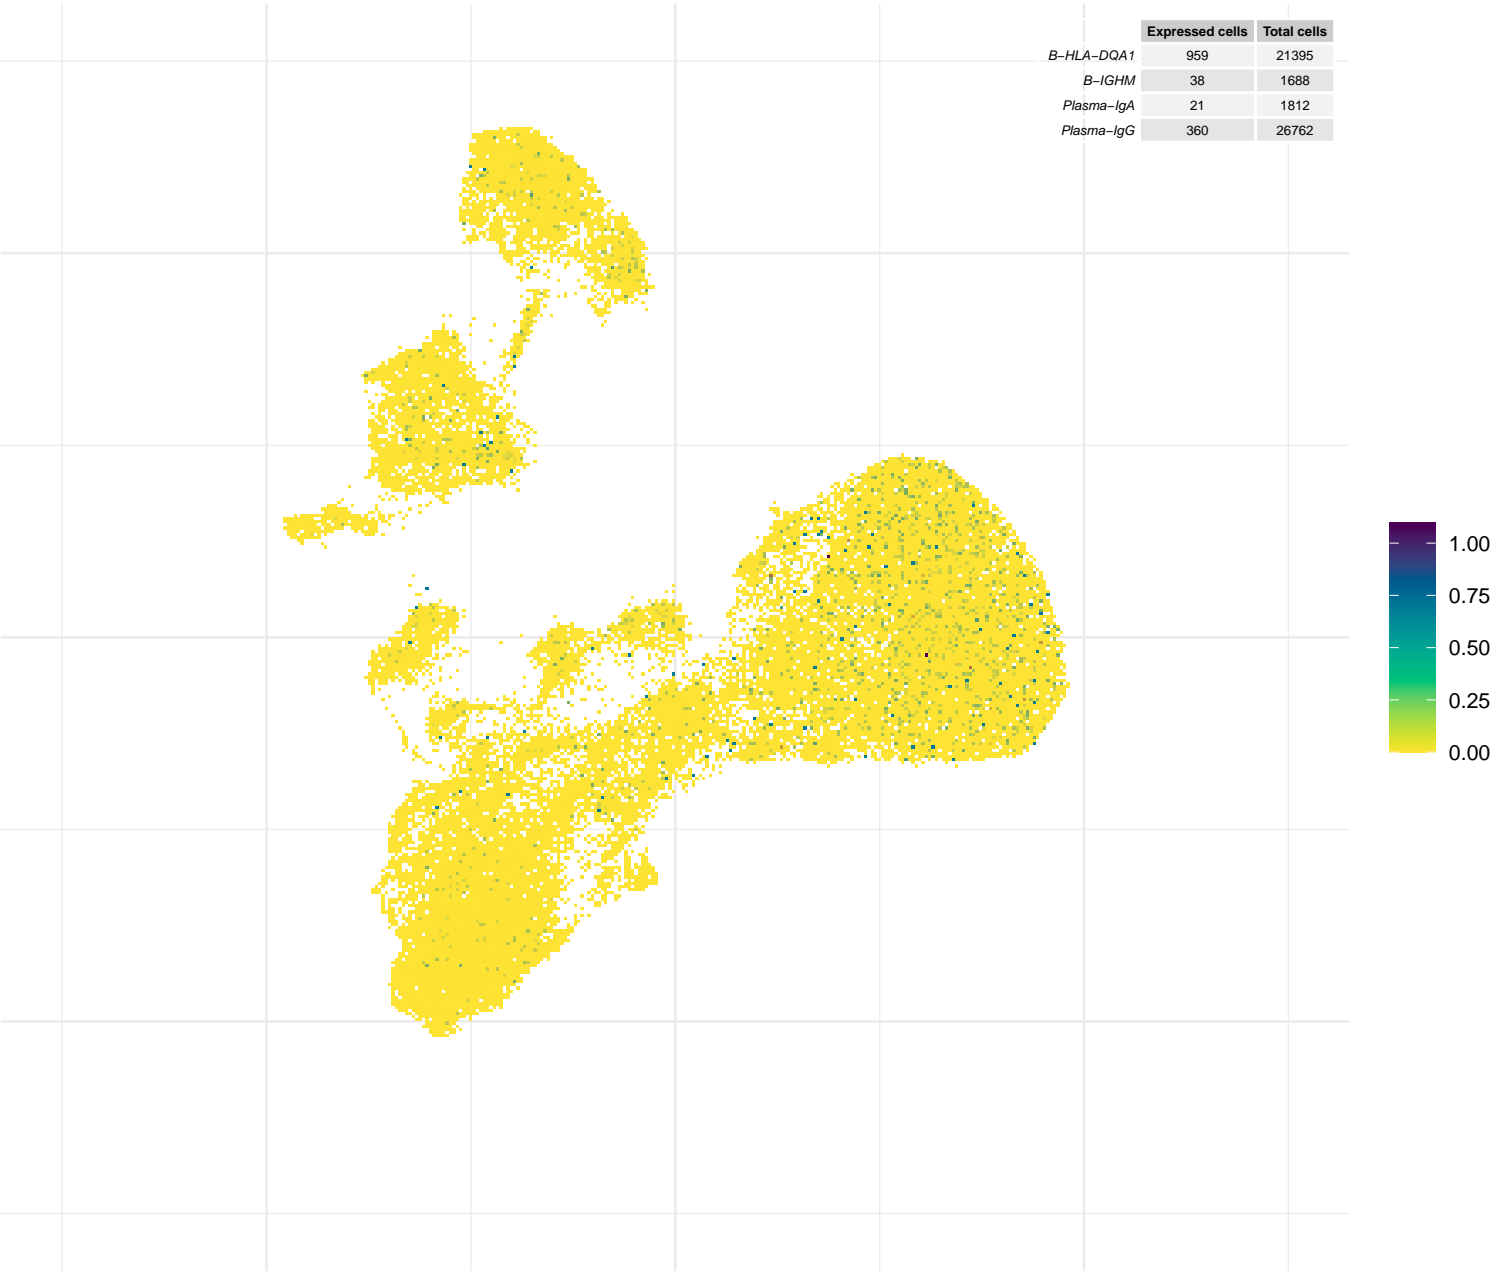 Expressed cells Total cells
B−HLA−DQA1 959 21395
B−IGHM 38 1688
Plasma−IgA 21 1812
Plasma−IgG 360 26762
1.00
0.75
0.50
0.25
0.00